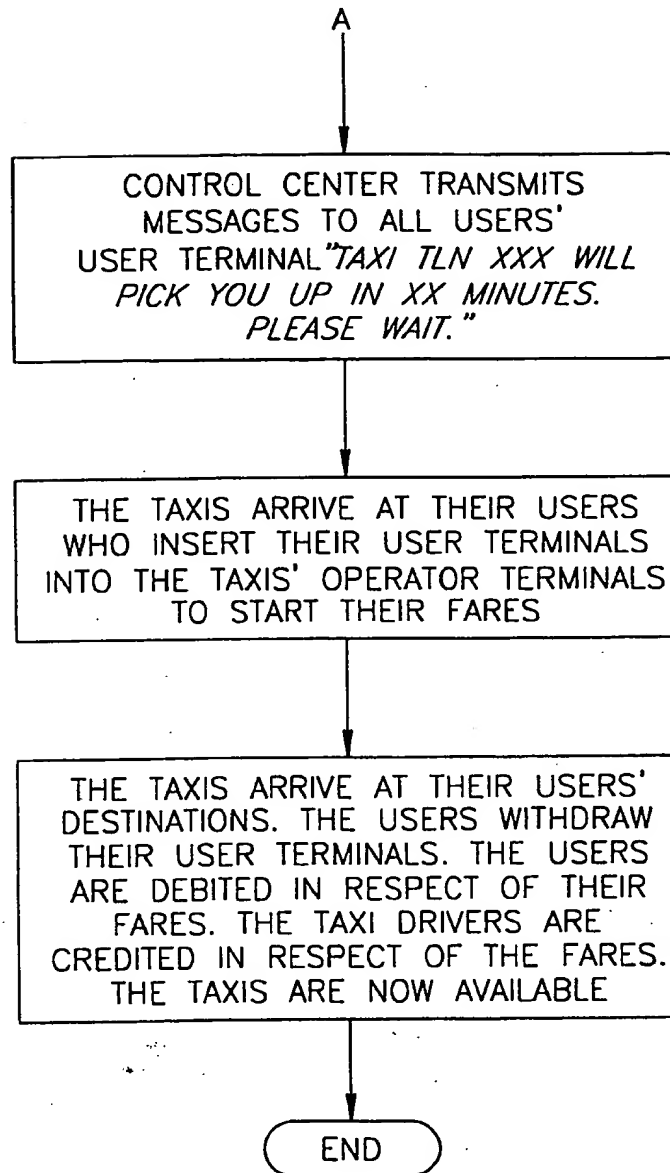 A
CONTROL CENTER TRANSMITS
MESSAGES TO ALL USERS'
USER TERMINAL "TAXI TLN XXX WILL
PICK YOU UP IN XX MINUTES.
PLEASE WAIT."
THE TAXIS ARRIVE AT THEIR USERS
WHO INSERT THEIR USER TERMINALS
INTO THE TAXIS' OPERATOR TERMINALS
TO START THEIR FARES
THE TAXIS ARRIVE AT THEIR USERS'
DESTINATIONS. THE USERS WITHDRAW
THEIR USER TERMINALS. THE USERS
ARE DEBITED IN RESPECT OF THEIR
FARES. THE TAXI DRIVERS ARE
CREDITED IN RESPECT OF THE FARES.
THE TAXIS ARE NOW AVAILABLE
END